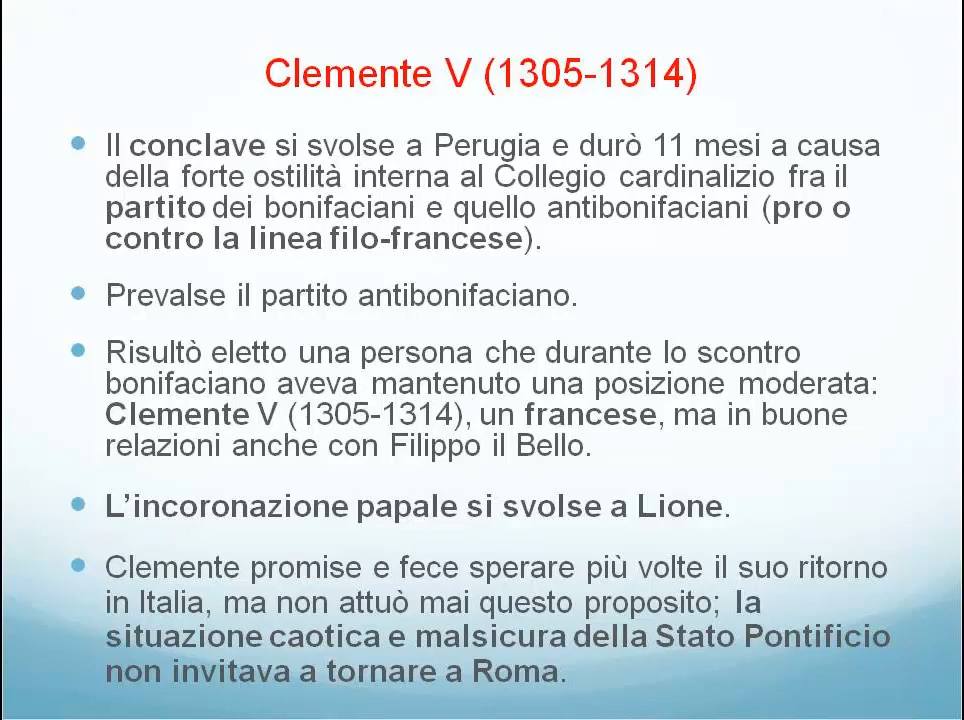 Clemente V (1305-1314)
Il conclave si svolse a Perugia e durò 11 mesi a causa
della forte ostilità interna al Collegio cardinalizio fra il
partito dei bonifaciani e quello antibonifaciani (pro o
contro la linea filo-francese).
Prevalse il partito antibonifaciano.
Risultò eletto una persona che durante lo scontro
bonifaciano aveva mantenuto una posizione moderata:
Clemente V (1305-1314), un francese, ma in buone
relazioni anche con Filippo il Bello.
L'incoronazione papale si svolse a Lione.
Clemente promise e fece sperare più volte il suo ritorno
in Italia, ma non attuò mai questo proposito; la
situazione caotica e malsicura della Stato Pontificio
non invitava a tornare a Roma.